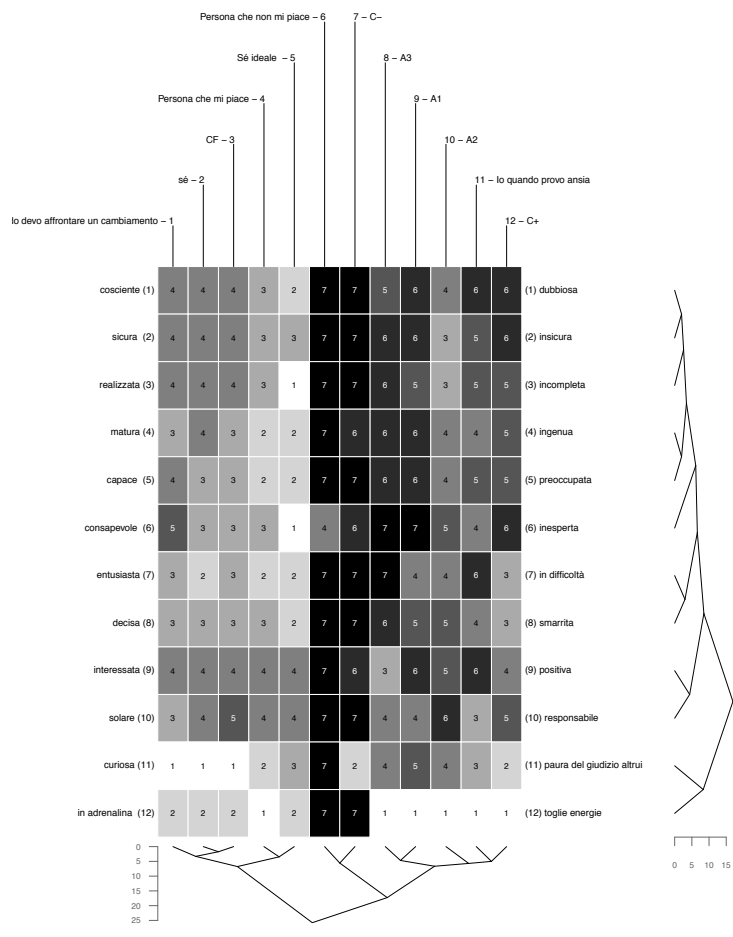 Persona che non mi piace – 6 7 – C–
Sé ideale – 5 8 – A3
Persona che mi piace – 4 9 – A1
CF – 3 10 – A2
sé – 2 11 – Io quando provo ansia
Io devo affrontare un cambiamento – 1 12 – C+
cosciente (1) 4 4 4 3 2 7 7 5 6 4 6 6 (1) dubbiosa
sicura (2) 4 4 4 3 3 7 7 6 6 3 5 6 (2) insicura
realizzata (3) 4 4 4 3 1 7 7 6 5 3 5 5 (3) incompleta
matura (4) 3 4 3 2 2 7 6 6 6 4 4 5 (4) ingenua
capace (5) 4 3 3 2 2 7 7 6 6 4 5 5 (5) preoccupata
consapevole (6) 5 3 3 3 1 4 6 7 7 5 4 6 (6) inesperta
entusiasta (7) 3 2 3 2 2 7 7 7 4 4 6 3 (7) in difficoltà
decisa (8) 3 3 3 3 2 7 7 6 5 5 4 3 (8) smarrita
interessata (9) 4 4 4 4 4 7 6 3 6 5 6 4 (9) positiva
solare (10) 3 4 5 4 4 7 7 4 4 6 3 5 (10) responsabile
curiosa (11) 1 1 1 2 3 7 2 4 5 4 3 2 (11) paura del giudizio altrui
in adrenalina (12) 2 2 2 1 2 7 7 1 1 1 1 1 (12) toglie energie
0
5
10
15
20
25
0 5 10 15